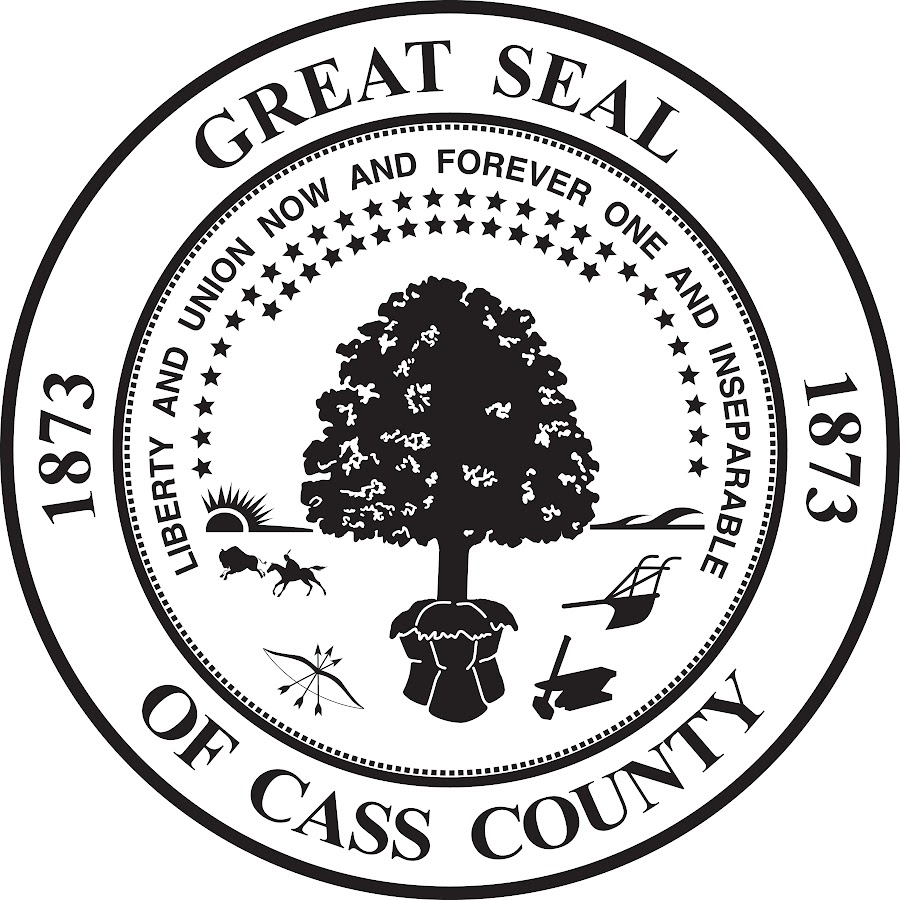 GREAT SEAL
LIBERTY AND UNION NOW AND FOREVER ONE AND INSEPARABLE
1873
1873
OF CASS COUNTY